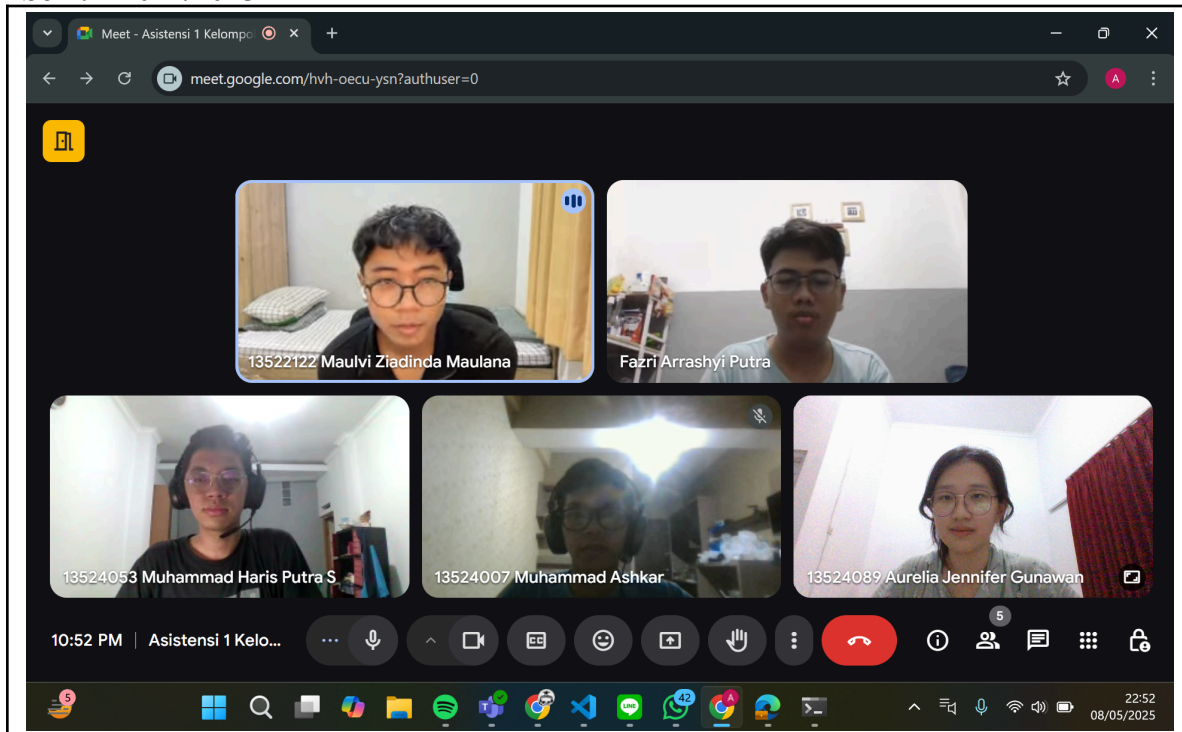 Meet - Asistensi 1 Kelompo
meet.google.com/hvh-oecu-ysn?authuser=0
A
13522122 Maulvi Ziadinda Maulana
Fazri Arrashyi Putra
13524053 Muhammad Haris Putra S
13524007 Muhammad Ashkar
13524089 Aurelia Jennifer Gunawan
5
10:52 PM | Asistensi 1 Kelo...
CC
5
42
A
LINE
22:52
08/05/2025